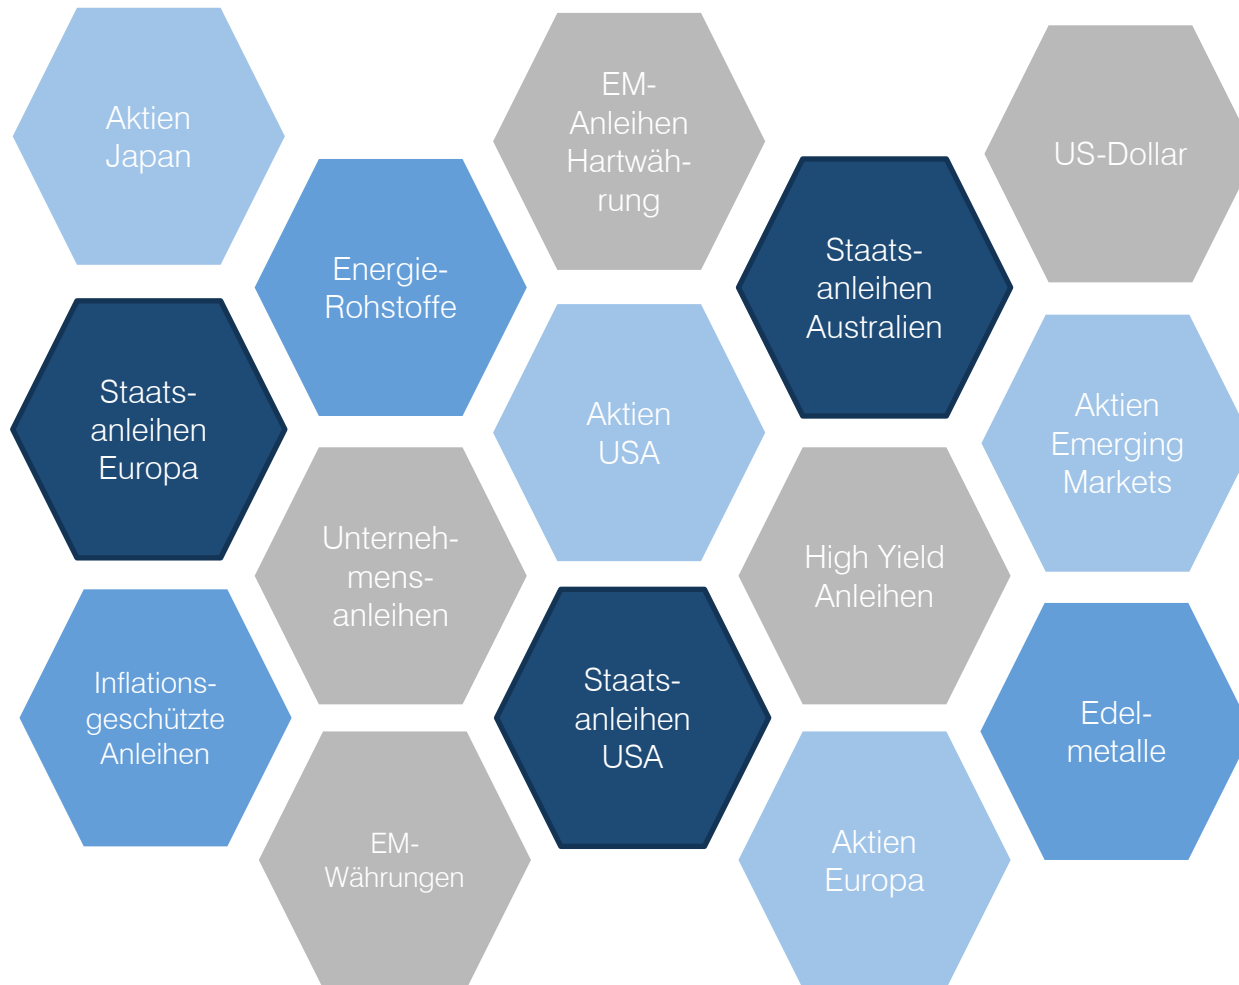 Aktien
Japan
EM-
Anleihen
Hartwäh-
rung
US-Dollar
Energie-
Rohstoffe
Staats-
anleihen
Australien
Staats-
anleihen
Europa
Aktien
USA
Aktien
Emerging
Markets
Unterneh-
mens-
anleihen
High Yield
Anleihen
Inflations-
geschützte
Anleihen
Staats-
anleihen
USA
Edel-
metalle
EM-
Währungen
Aktien
Europa